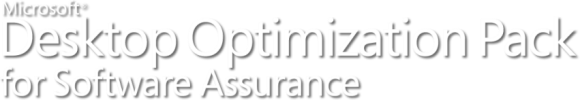 Microsoft®
Desktop Optimization Pack
for Software Assurance